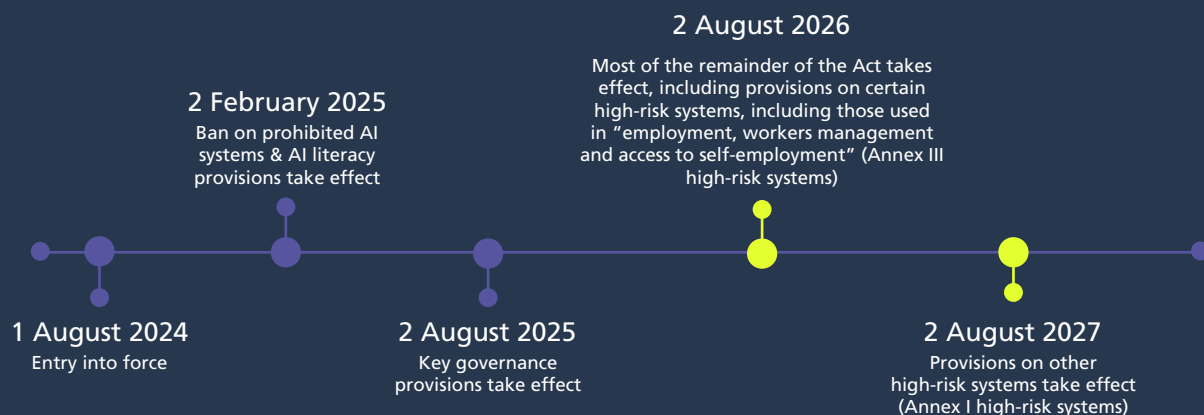 2 August 2026
Most of the remainder of the Act takes
effect, including provisions on certain
high-risk systems, including those used
in “employment, workers management
and access to self-employment” (Annex III
high-risk systems)
2 February 2025
Ban on prohibited AI
systems & AI literacy
provisions take effect
1 August 2024
Entry into force
2 August 2025
Key governance
provisions take effect
2 August 2027
Provisions on other
high-risk systems take effect
(Annex I high-risk systems)